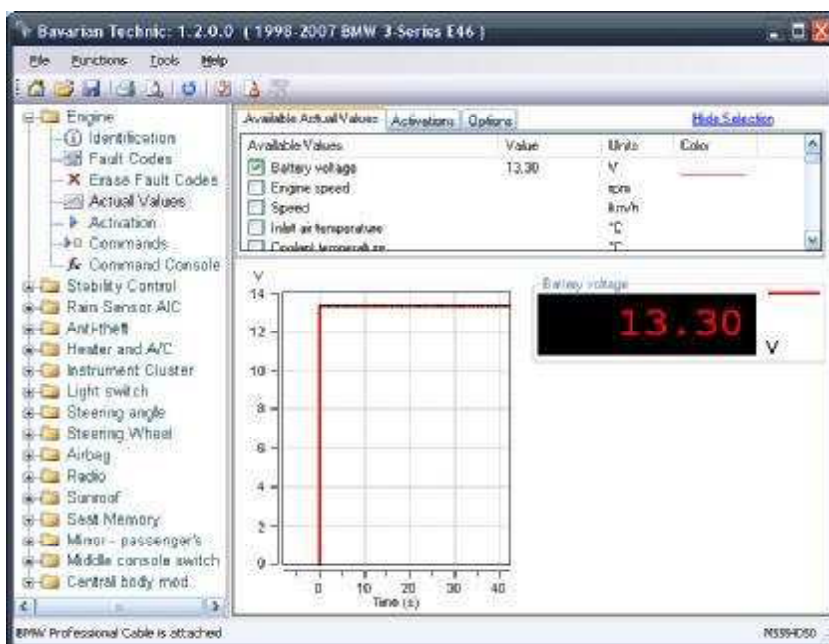 Bavarian Technic: 1.2.0.0 ( 1998-2007 BMW 3-Series E46 )
File Functions Tools Help
Engine
Identification
Fault Codes
Erase Fault Codes
Actual Values
Activation
Commands
Command Console
Stability Control
Rain Sensor AIC
Anti-theft
Heater and A/C
Instrument Cluster
Light switch
Steering angle
Steering Wheel
Airbag
Radio
Sunroof
Seat Memory
Mirror - passenger's
Middle console switch
Central body mod.
Available Actual Values Activations Options Hide Selection
Available Values Value Units Color
Battery voltage 13.30 V
Engine speed rpm
Speed km/h
Inlet air temperature °C
Coolant temperature °C
V
14
12
10
8
6
4
2
0
0 10 20 30 40
Time (s)
Battery voltage
13.30
V
BMW Professional Cable is attached